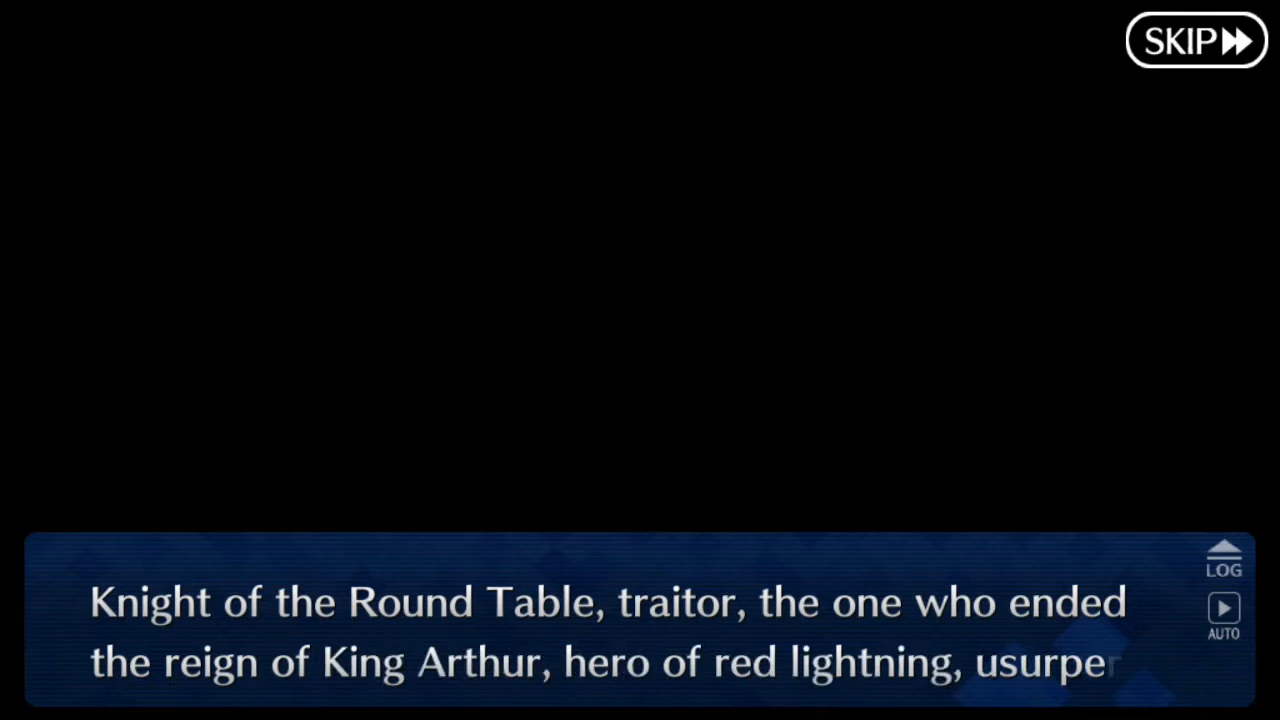 SKIP
LOG
Knight of the Round Table, traitor, the one who ended
AUTO
the reign of King Arthur, hero of red lightning, usurper